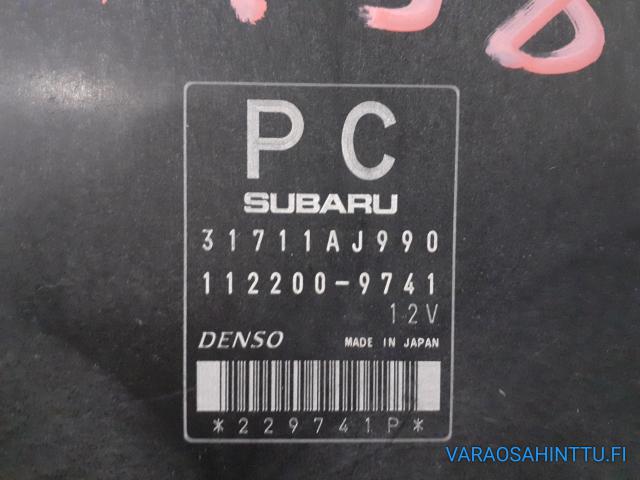 P C
SUBARU
31711AJ990
112200-9741
12V
DENSO MADE IN JAPAN
*229741P*
VARAOSAHINTTU.FI